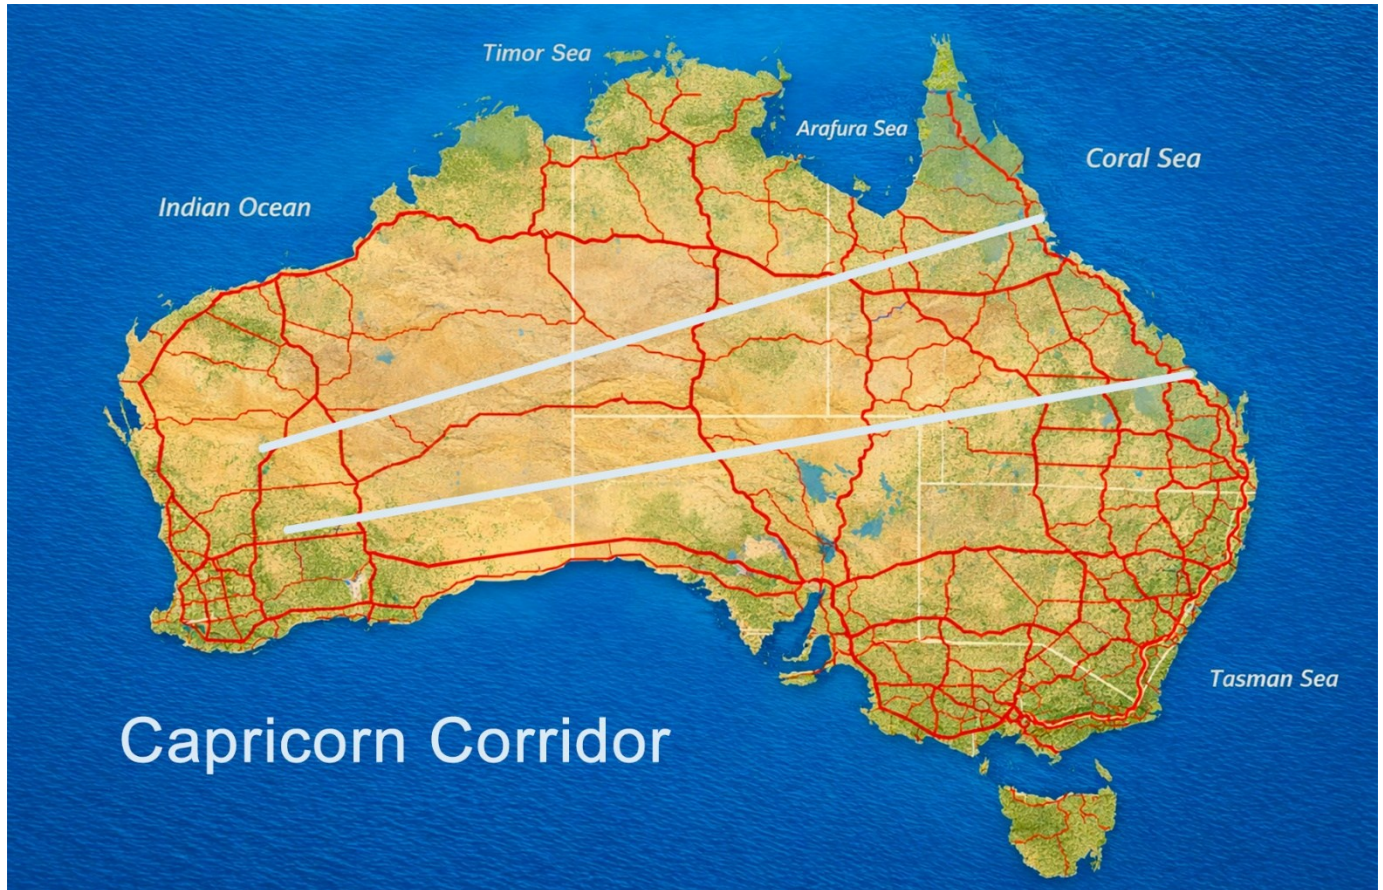 Timor Sea
Arafura Sea
Coral Sea
Indian Ocean
Tasman Sea
Capricorn Corridor